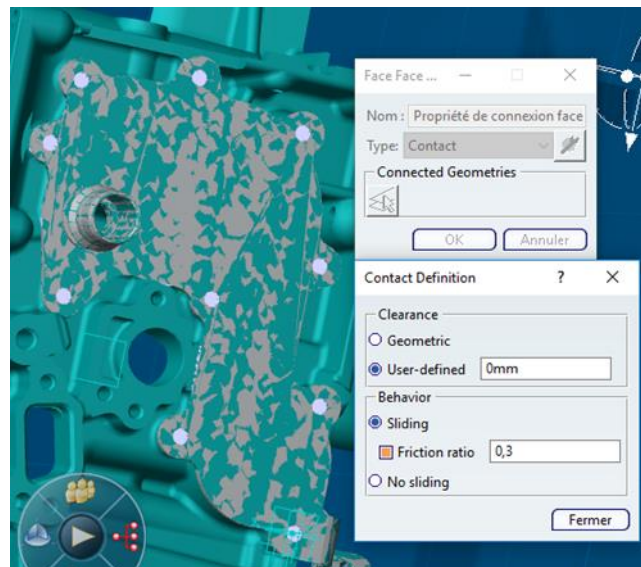 Face Face ...
Nom : Propriété de connexion face
Type: Contact
Connected Geometries
OK Annuler
Contact Definition ? ×
Clearance
Geometric
User-defined 0mm
Behavior
Sliding
Friction ratio 0,3
No sliding
Fermer